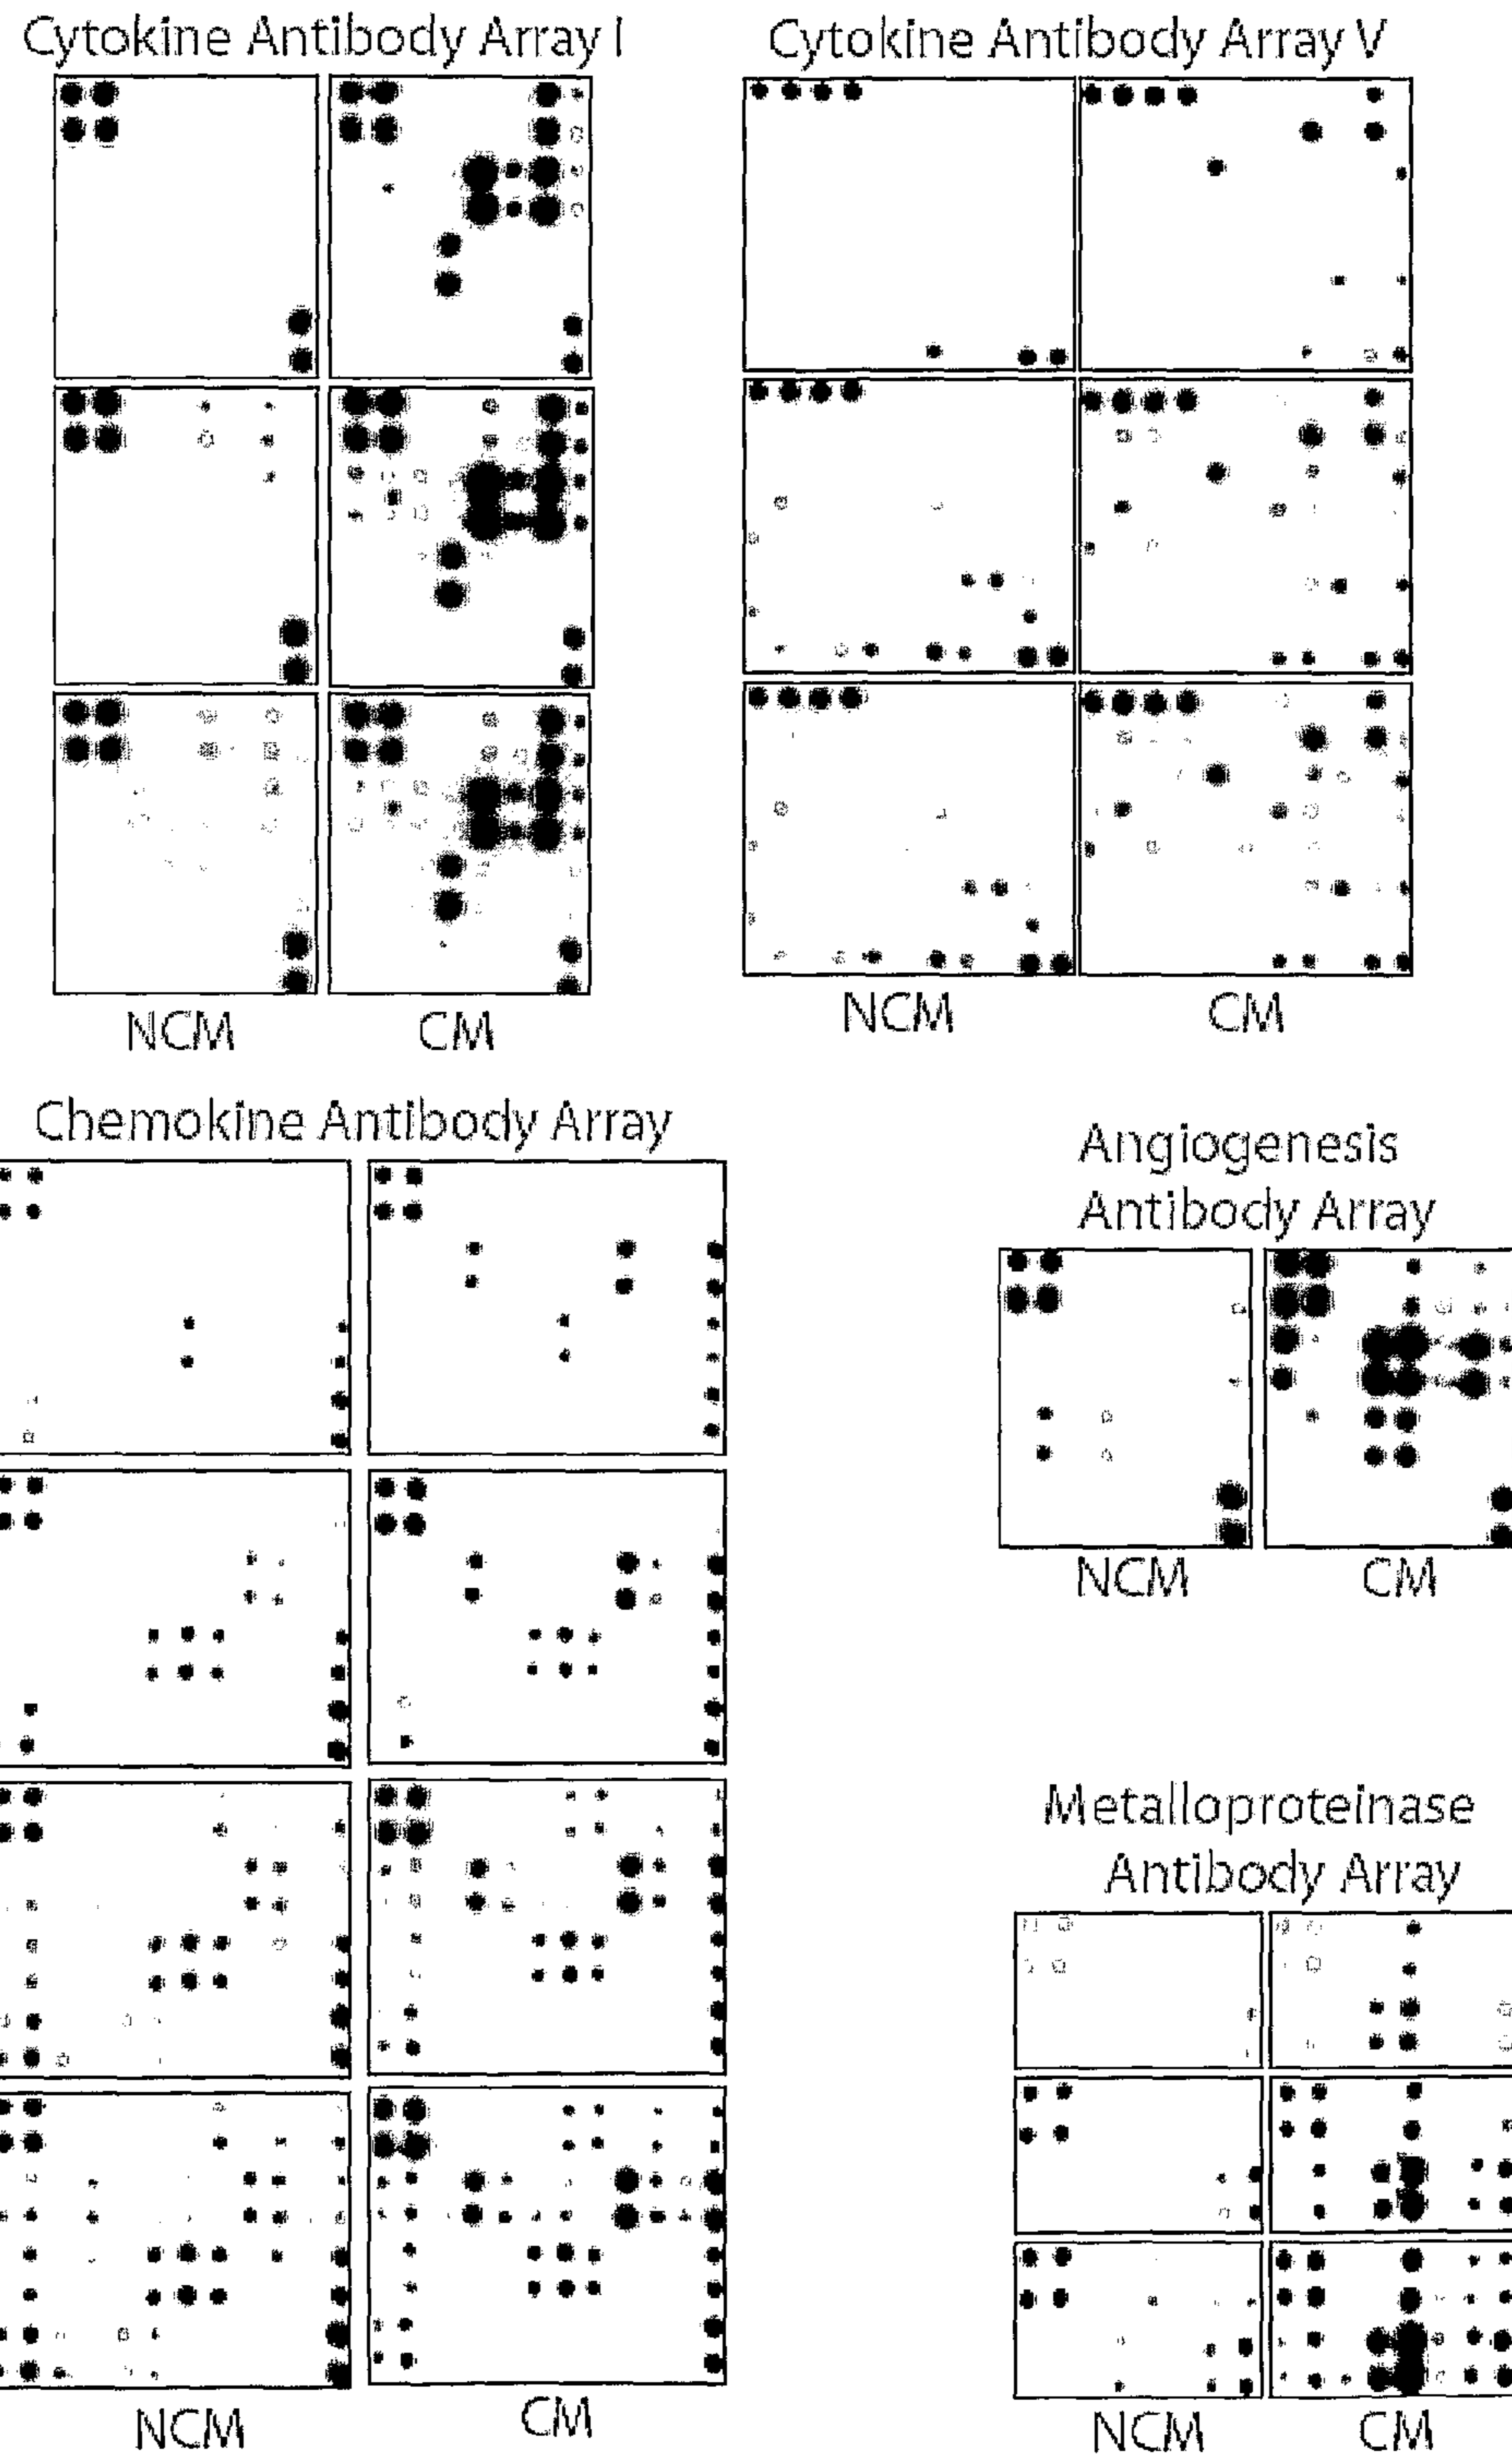 Cytokine Antibody Array I
Cytokine Antibody Array V
NCM
CM
NCM
CM
Chemokine Antibody Array
Angiogenesis
Antibody Array
NCM
CM
Metalloproteinase
Antibody Array
NCM
CM
NCM
CM